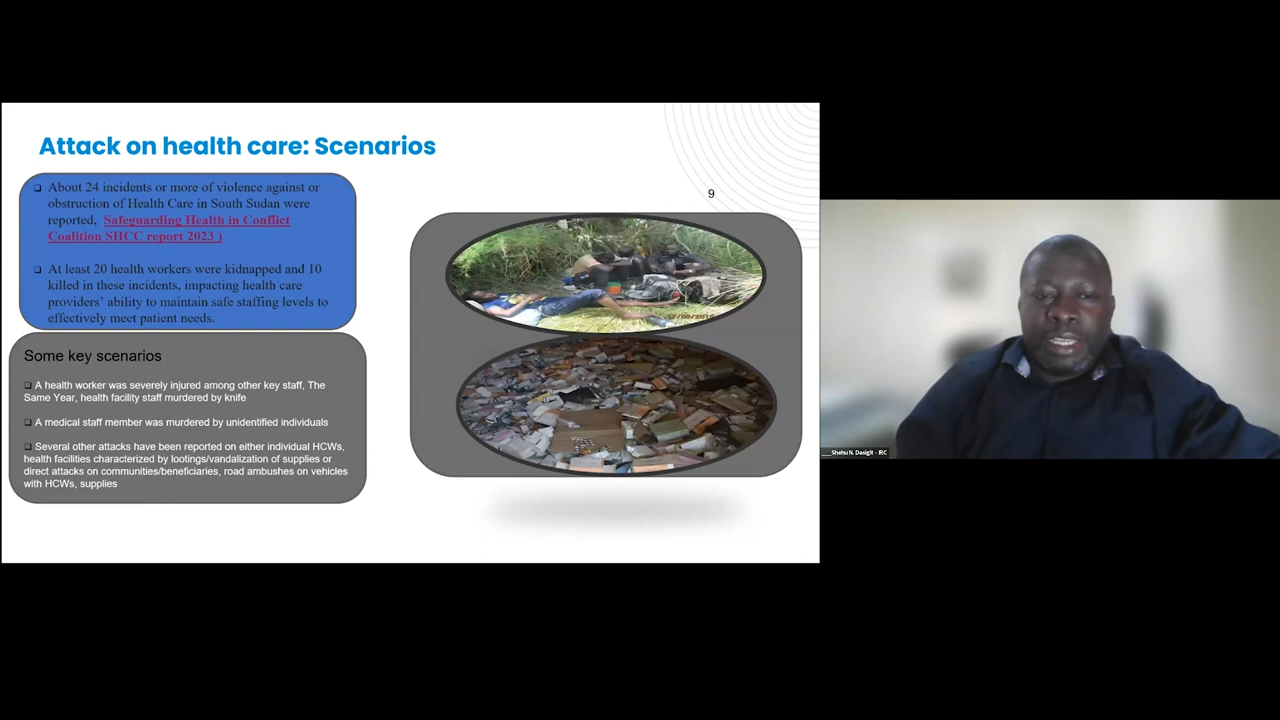 Attack on health care: Scenarios
9
❑ About 24 incidents or more of violence against or
obstruction of Health Care in South Sudan were
reported, Safeguarding Health in Conflict
Coalition SHCC report 2023 )
❑ At least 20 health workers were kidnapped and 10
killed in these incidents, impacting health care
providers’ ability to maintain safe staffing levels to
effectively meet patient needs.
Some key scenarios
❑ A health worker was severely injured among other key staff, The
Same Year, health facility staff murdered by knife
❑ A medical staff member was murdered by unidentified individuals
❑ Several other attacks have been reported on either individual HCWs,
health facilities characterized by lootings/vandalization of supplies or
direct attacks on communities/beneficiaries, road ambushes on vehicles
with HCWs, supplies
___Shehu N. Dasigit - IRC